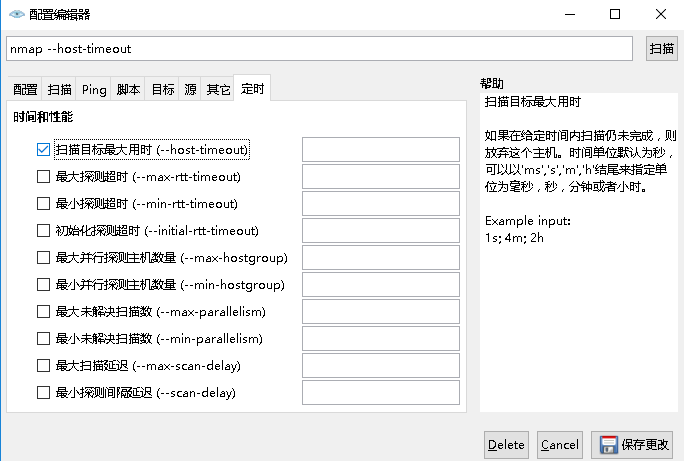 配置编辑器
nmap --host-timeout
扫描
配置 扫描 Ping 脚本 目标 源 其它 定时
时间和性能
扫描目标最大用时 (--host-timeout)
最大探测超时 (--max-rtt-timeout)
最小探测超时 (--min-rtt-timeout)
初始化探测超时 (--initial-rtt-timeout)
最大并行探测主机数量 (--max-hostgroup)
最小并行探测主机数量 (--min-hostgroup)
最大未解决扫描数 (--max-parallelism)
最小未解决扫描数 (--min-parallelism)
最大扫描延迟 (--max-scan-delay)
最小探测间隔延迟 (--scan-delay)
帮助
扫描目标最大用时
如果在给定时间内扫描仍未完成，则
放弃这个主机。时间单位默认为秒，
可以以'ms','s','m','h'结尾来指定单
位为毫秒，秒，分钟或者小时。
Example input:
1s; 4m; 2h
Delete
Cancel
保存更改